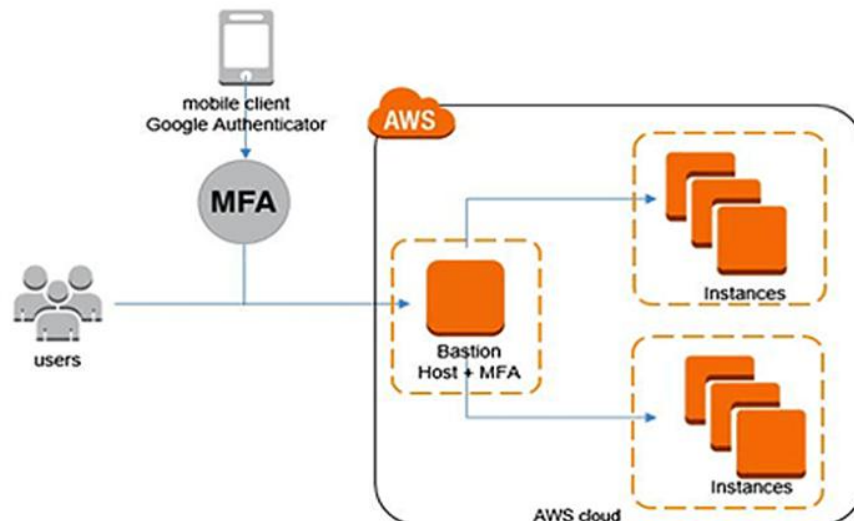 mobile client
Google Authenticator
AWS
MFA
Instances
users
Bastion
Host + MFA
Instances
AWS cloud